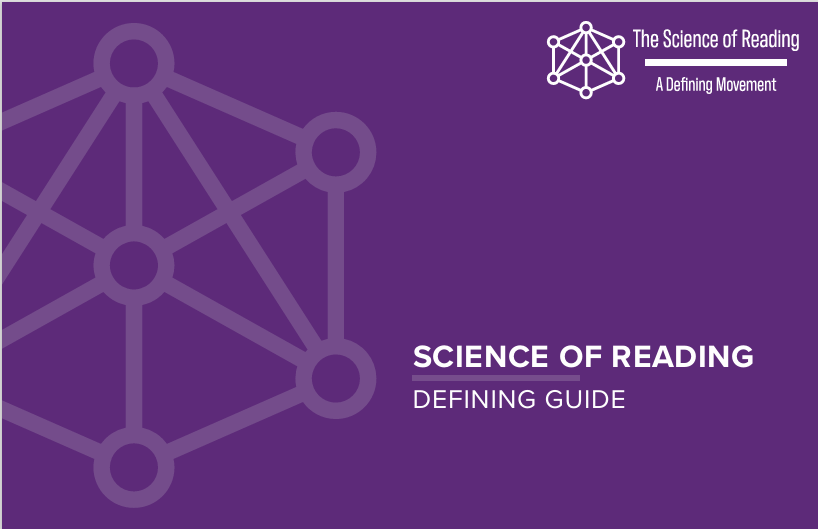 The Science of Reading
A Defining Movement
SCIENCE OF READING
DEFINING GUIDE